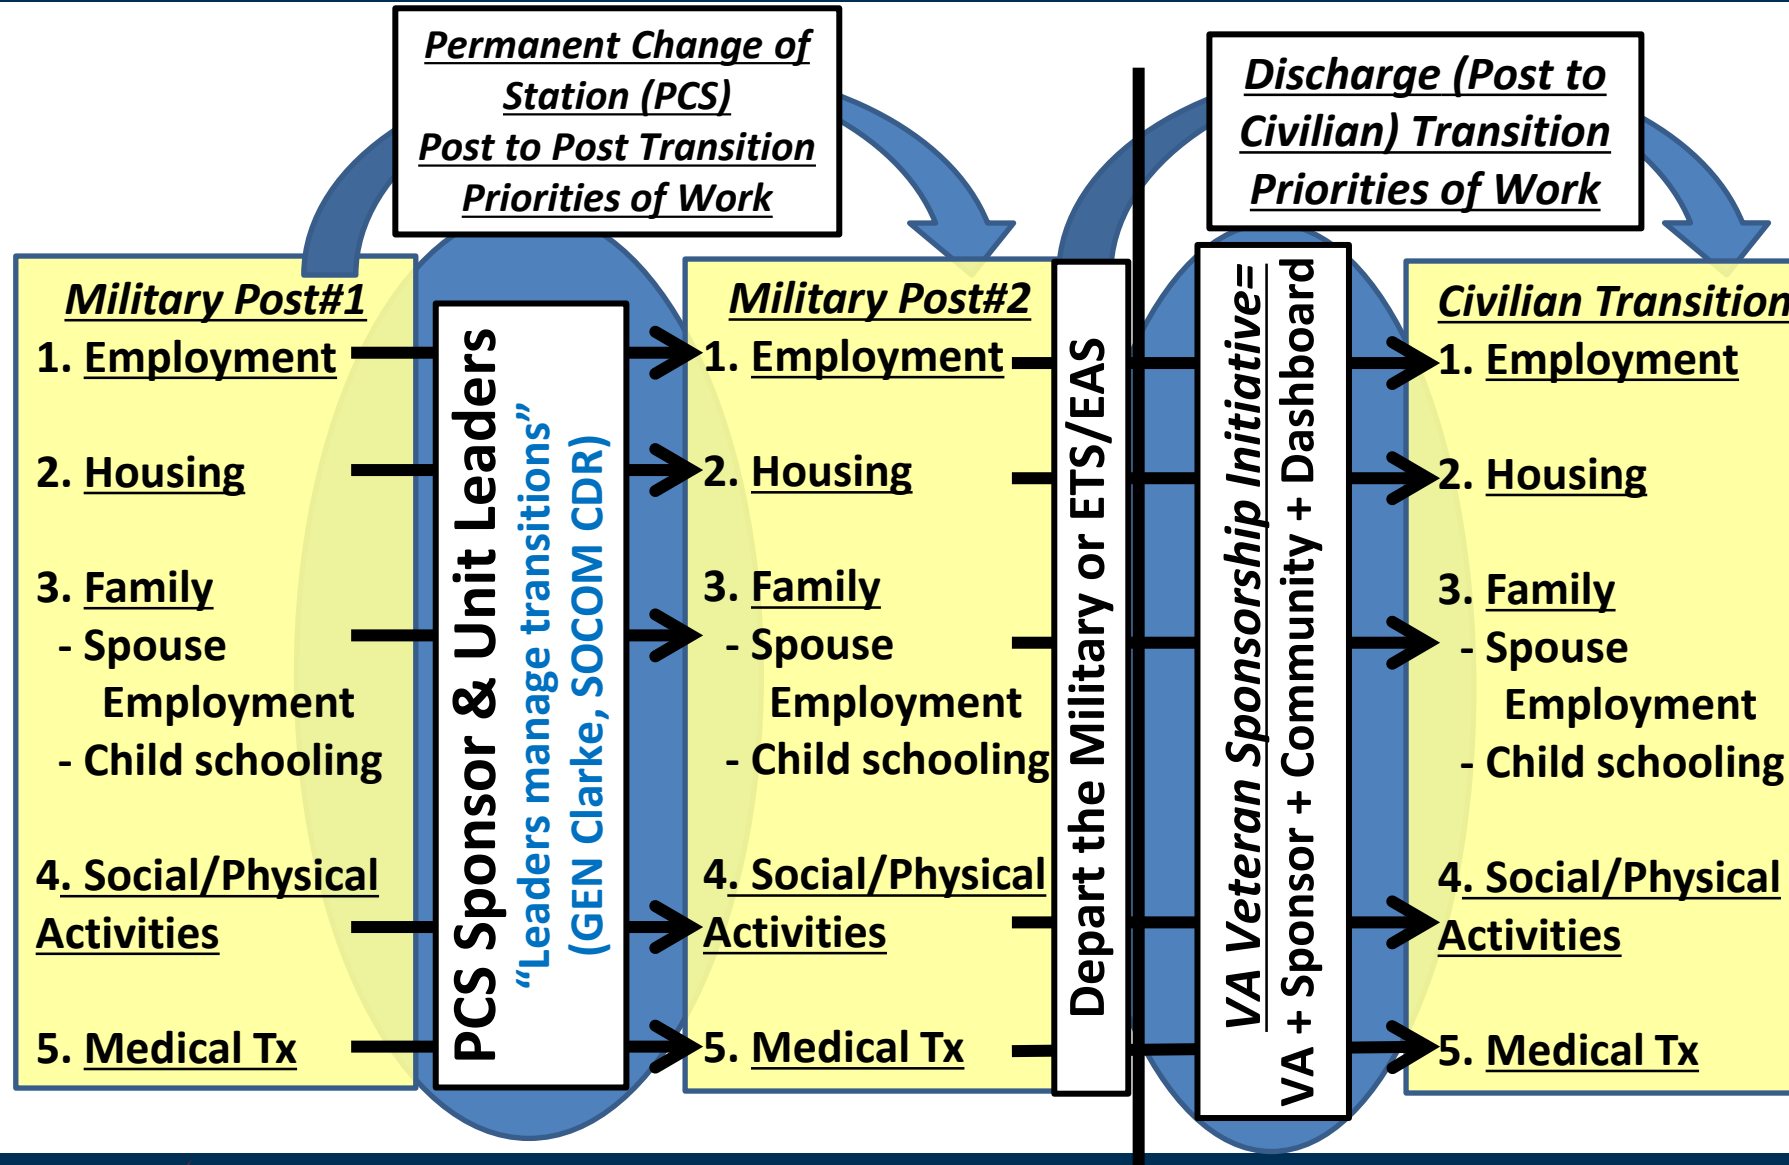 Permanent Change of
Station (PCS)
Post to Post Transition
Priorities of Work
Discharge (Post to
Civilian) Transition
Priorities of Work
Military Post#1
1. Employment
2. Housing
3. Family
- Spouse
Employment
- Child schooling
4. Social/Physical
Activities
5. Medical Tx
PCS Sponsor & Unit Leaders
“Leaders manage transitions”
(GEN Clarke, SOCOM CDR)
Military Post#2
1. Employment
2. Housing
3. Family
- Spouse
Employment
- Child schooling
4. Social/Physical
Activities
5. Medical Tx
Depart the Military or ETS/EAS
VA Veteran Sponsorship Initiative=
VA + Sponsor + Community + Dashboard
Civilian Transition
1. Employment
2. Housing
3. Family
- Spouse
Employment
- Child schooling
4. Social/Physical
Activities
5. Medical Tx